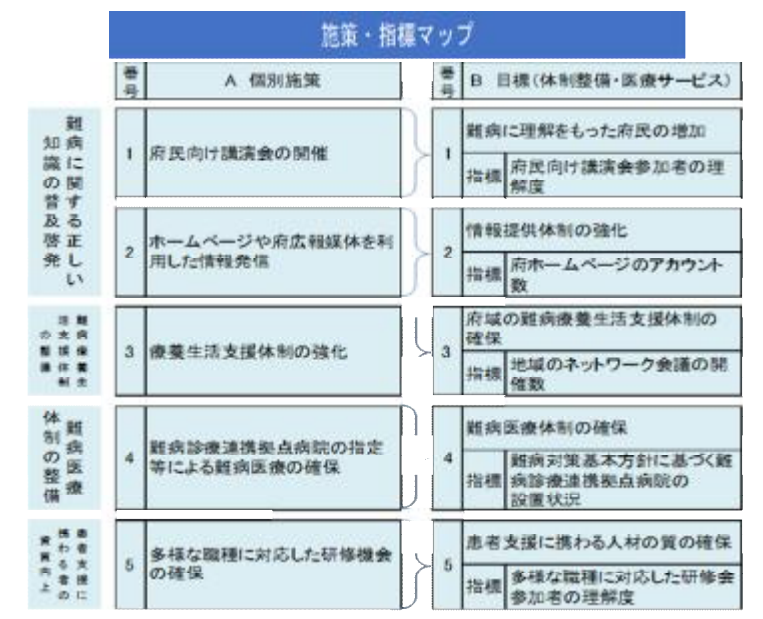 施策・指標マップ
番号
A 個別施策
番号
B 目標(体制整備・医療サービス)
難病に関する正しい
知識の普及啓発
1
府民向け講演会の開催
1
難病に理解をもった府民の増加
指標
府民向け講演会参加者の理
解度
2
ホームページや府広報媒体を利
用した情報発信
2
情報提供体制の強化
指標
府ホームページのアカウント
数
難病療養生
活支援体制
の整備
3
療養生活支援体制の強化
3
府域の難病療養生活支援体制の
確保
指標
地域のネットワーク会議の開
催数
難病医療
体制の整備
4
難病診療連携拠点病院の指定
等による難病医療の確保
4
難病医療体制の確保
指標
難病対策基本方針に基づく難
病診療連携拠点病院の
設置状況
患者支援に
携わる者の
資質向上
5
多様な職種に対応した研修機会
の確保
5
患者支援に携わる人材の質の確保
指標
多様な職種に対応した研修会
参加者の理解度